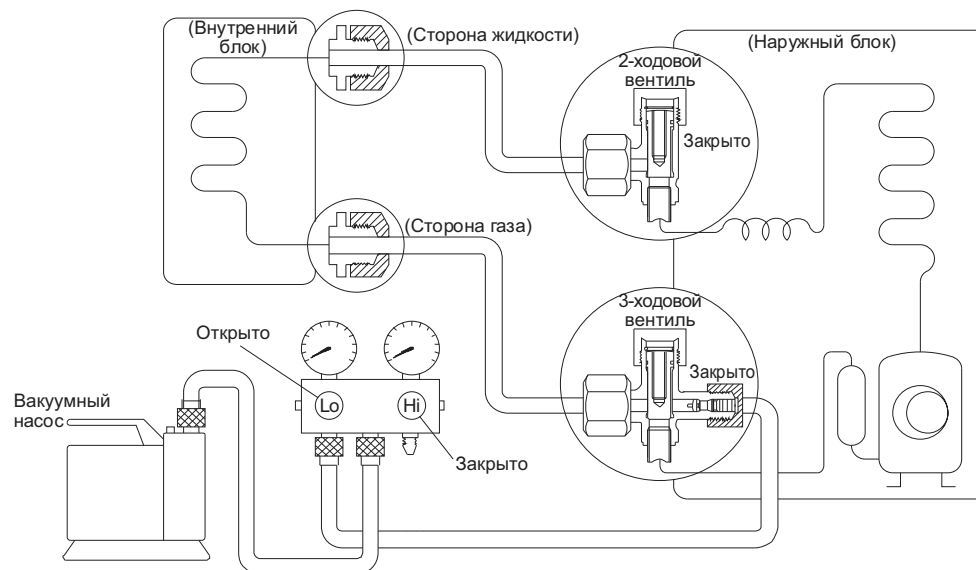 (Внутренний
блок)
(Сторона жидкости)
(Наружный блок)
2-ходовой
вентиль
Закрыто
(Сторона газа)
3-ходовой
вентиль
Закрыто
Открыто
Вакуумный
насос
Lo
Hi
Закрыто